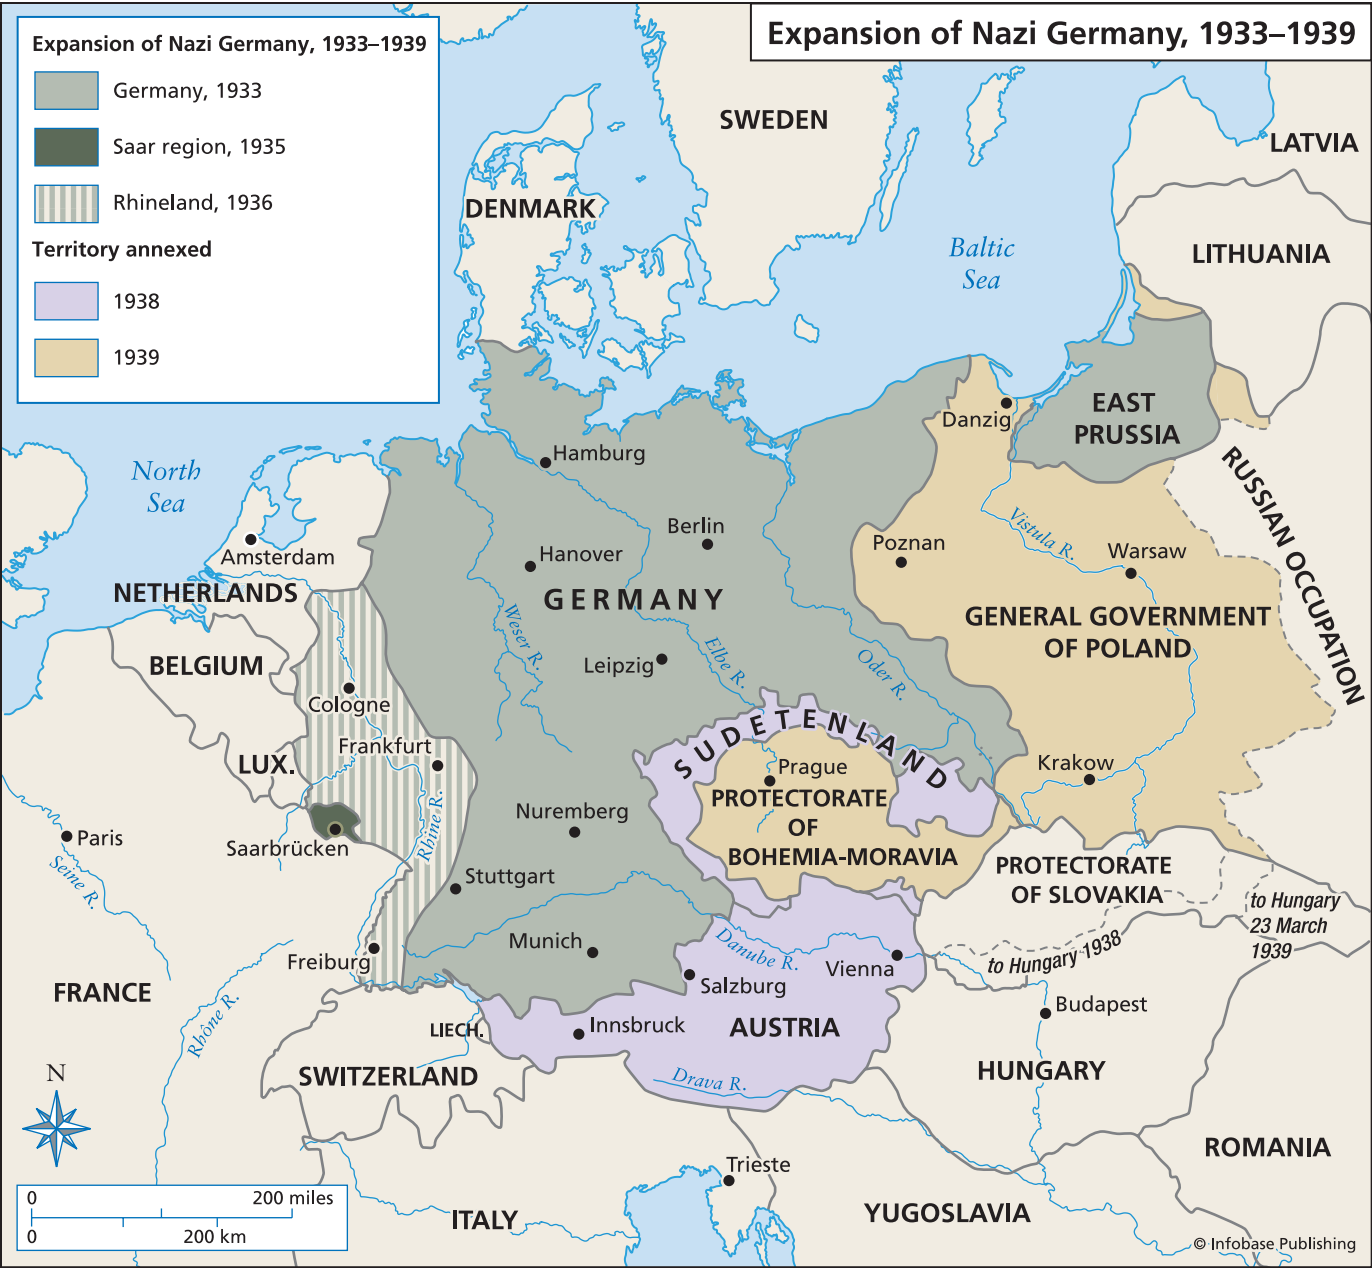 Expansion of Nazi Germany, 1933–1939
Expansion of Nazi Germany, 1933–1939
Germany, 1933
Saar region, 1935
Rhineland, 1936
Territory annexed
1938
1939
SWEDEN
LATVIA
DENMARK
Baltic
Sea
LITHUANIA
EAST
PRUSSIA
Danzig
North
Sea
Hamburg
RUSSIAN OCCUPATION
Berlin
Vistula R.
Amsterdam
Hanover
Poznan
Warsaw
NETHERLANDS
GERMANY
GENERAL GOVERNMENT
OF POLAND
Weser R.
BELGIUM
Leipzig
Elbe R.
Oder R.
Cologne
SUDETENLAND
Frankfurt
LUX.
Prague
Krakow
PROTECTORATE
OF
BOHEMIA-MORAVIA
Nuremberg
Rhine R.
Paris
Saarbrücken
Seine R.
Stuttgart
PROTECTORATE
OF SLOVAKIA
to Hungary
23 March
1939
Munich
Danube R.
Vienna
to Hungary 1938
Freiburg
Salzburg
FRANCE
Budapest
Rhône R.
LIECH.
Innsbruck
AUSTRIA
SWITZERLAND
Drava R.
HUNGARY
N
ROMANIA
Trieste
0 200 miles
0 200 km
ITALY
YUGOSLAVIA
© Infobase Publishing